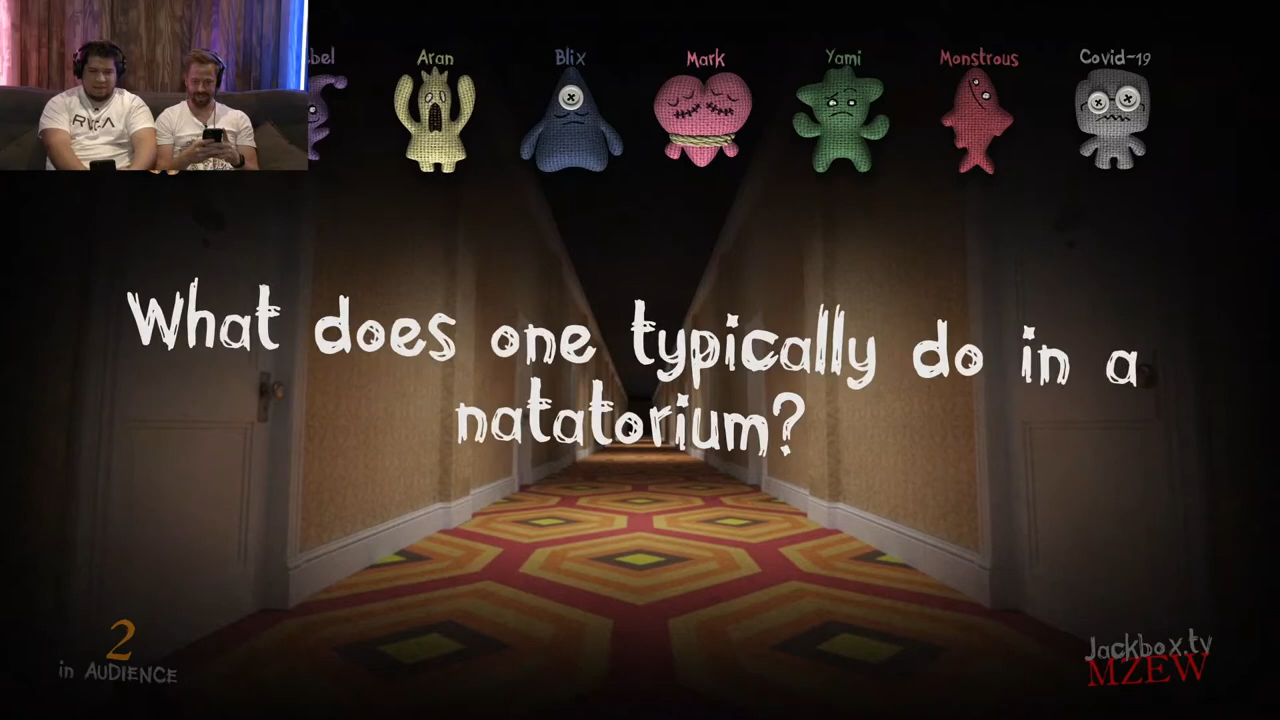 bel
Aran
Blix
Mark
Yami
Monstrous
Covid-19
What does one typically do in a
natatorium?
2
in AUDIENCE
Jackbox.tv
MZEW